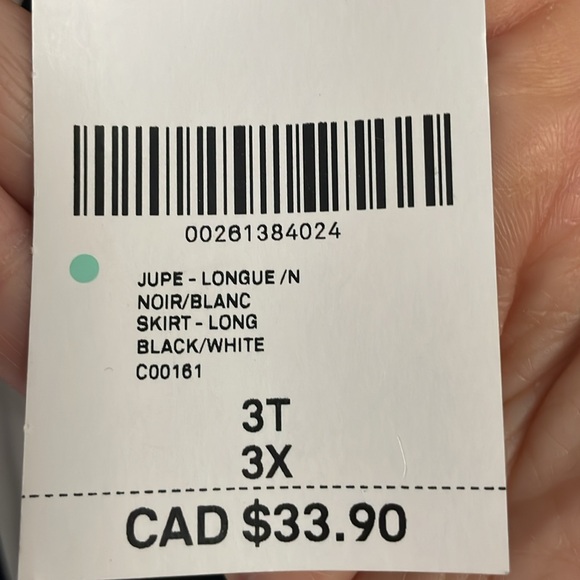 00261384024
JUPE - LONGUE /N
NOIR/BLANC
SKIRT - LONG
BLACK/WHITE
C00161
3T
3X
CAD $33.90